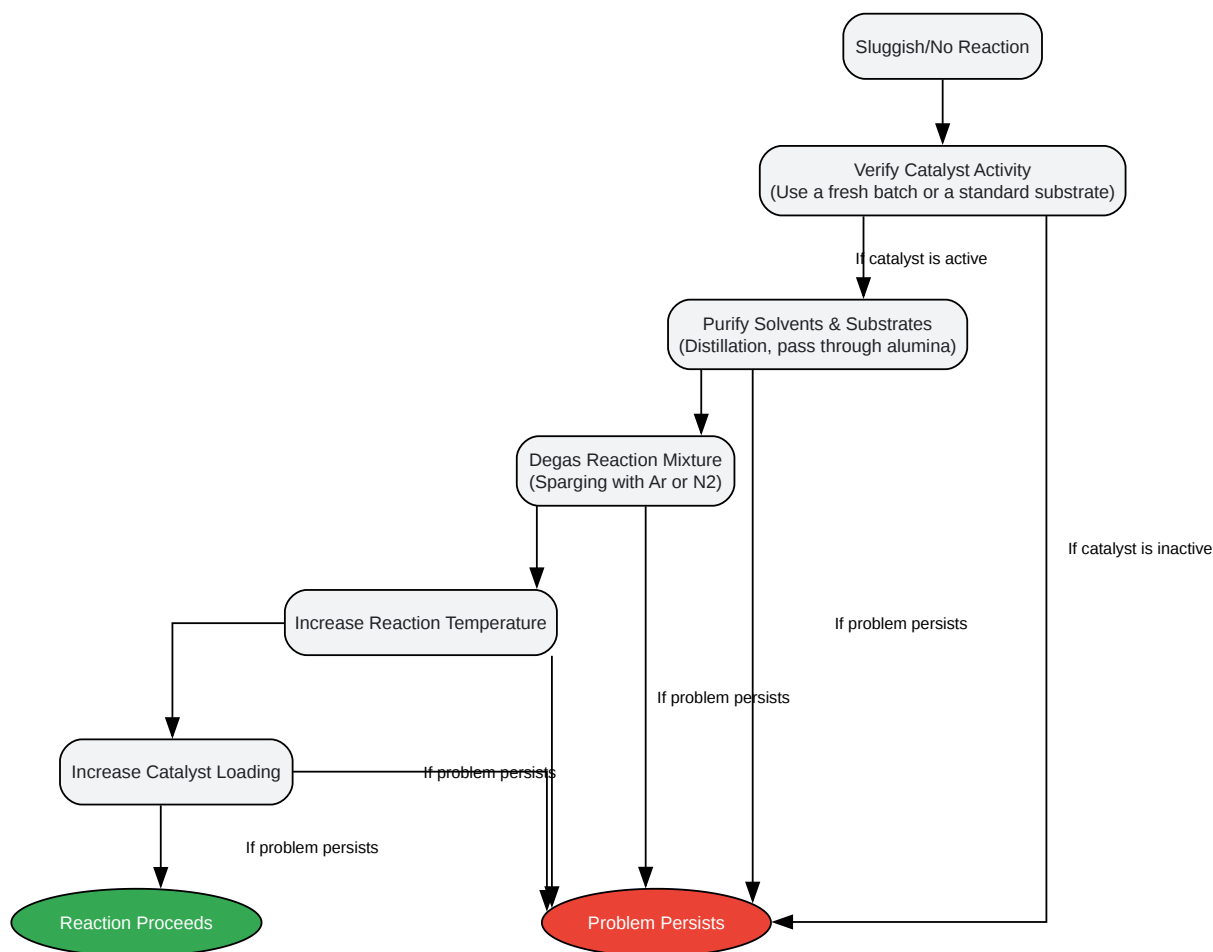 Sluggish/No Reaction
Verify Catalyst Activity
(Use a fresh batch or a standard substrate)
If catalyst is active
Purify Solvents & Substrates
(Distillation, pass through alumina)
Degas Reaction Mixture
(Sparging with Ar or N2)
If catalyst is inactive
Increase Reaction Temperature
If problem persists
If problem persists
Increase Catalyst Loading
If problem persists
If problem persists
Reaction Proceeds
Problem Persists